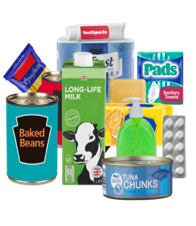 Toothpaste
LONG-LIFE
MILK
Pads
Sanitary
Towels
Baked
Beans
TUNA
CHUNKS